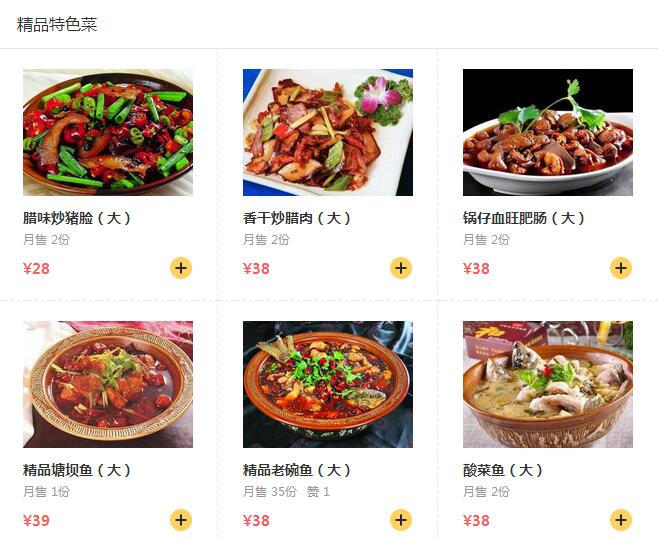 精品特色菜
腊味炒猪脸（大）
月售 2份
¥28
香干炒腊肉（大）
月售 2份
¥38
锅仔血旺肥肠（大）
月售 2份
¥38
精品塘坝鱼（大）
月售 1份
¥39
精品老碗鱼（大）
月售 35份 赞 1
¥38
酸菜鱼（大）
月售 2份
¥38